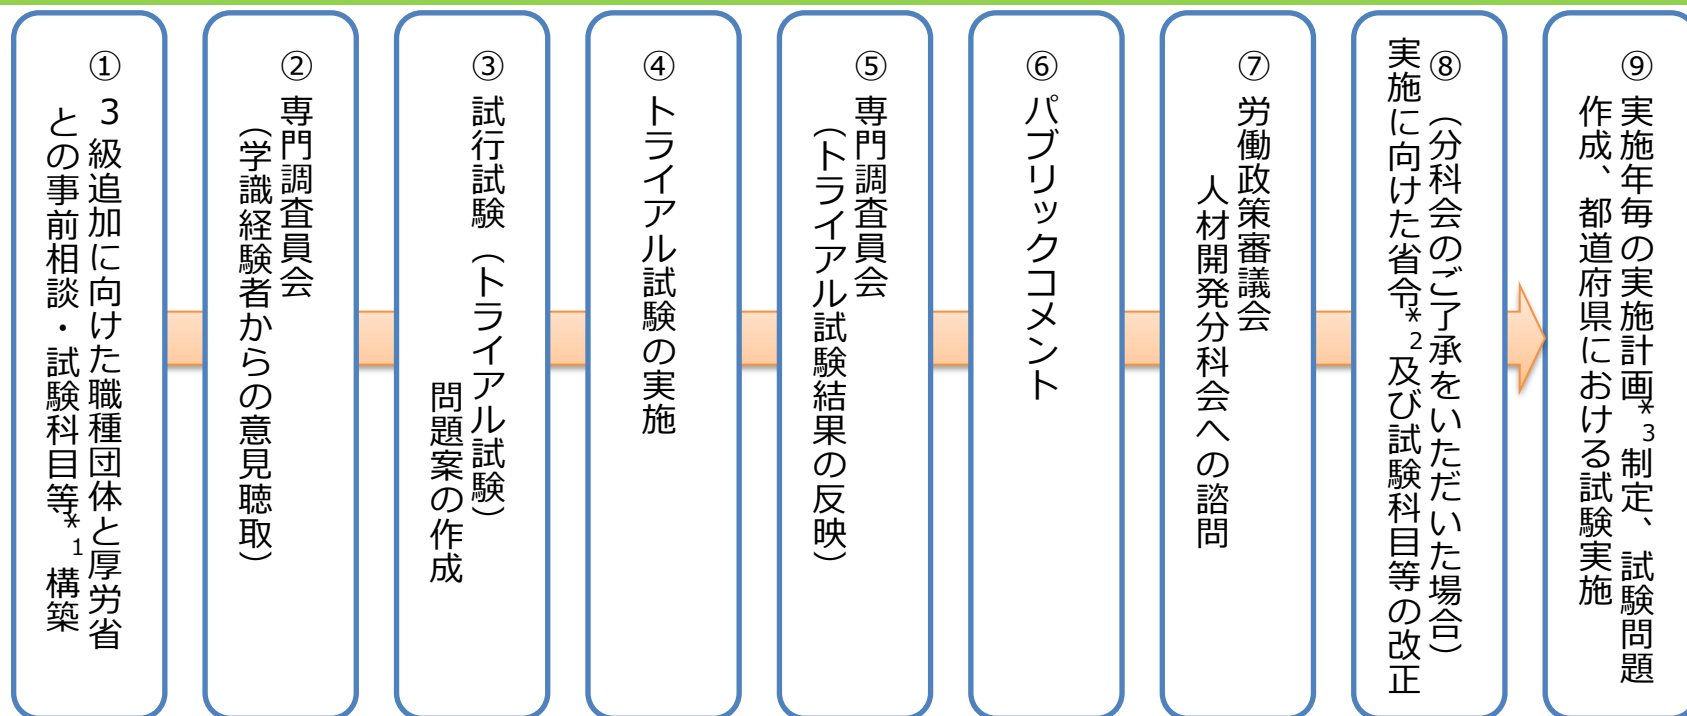 ① 3級追加に向けた職種団体と厚労省
との事前相談・試験科目等*1構築
② 専門調査員会
（学識経験者からの意見聴取）
③ 試行試験（トライアル試験）
問題案の作成
④ トライアル試験の実施
⑤ 専門調査員会
（トライアル試験結果の反映）
⑥ パブリックコメント
⑦ 労働政策審議会
人材開発分科会への諮問
⑧ （分科会のご了承をいただいた場合）
実施に向けた省令*2及び試験科目等の改正
⑨ 実施年毎の実施計画*3制定、試験問題
作成、都道府県における試験実施